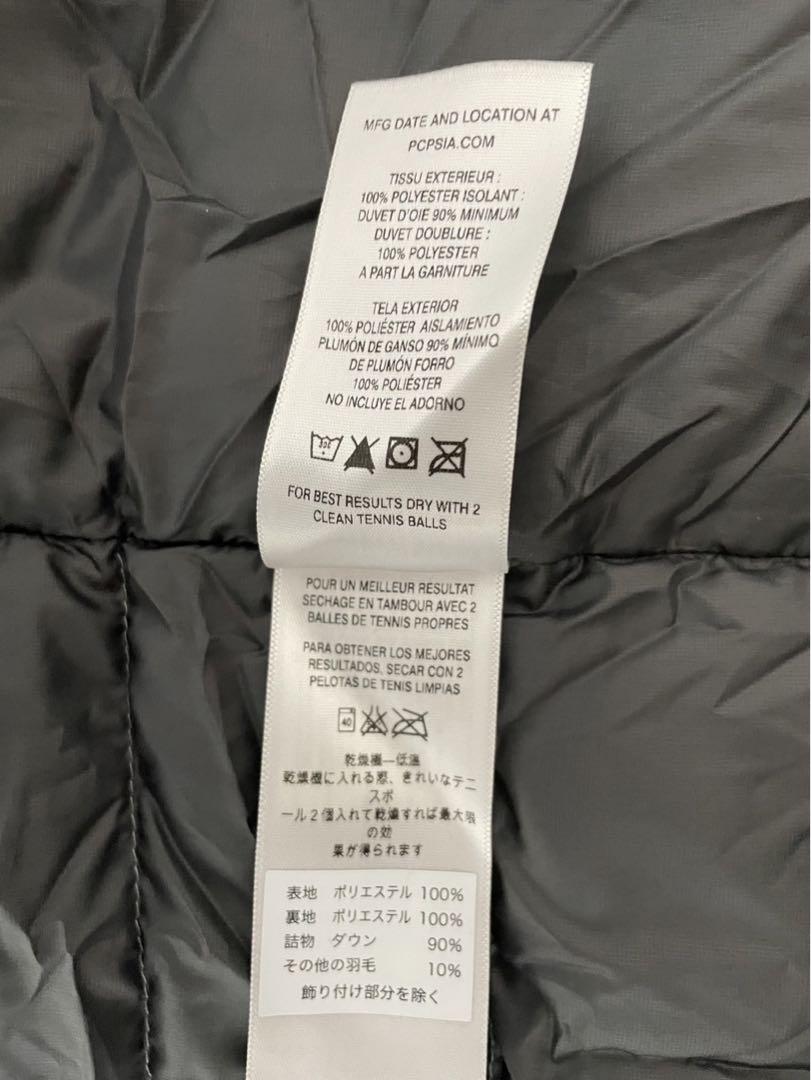 MFG DATE AND LOCATION AT
PCPSIA.COM
TISSU EXTERIEUR :
100% POLYESTER ISOLANT :
DUVET D'OIE 90% MINIMUM
DUVET DOUBLURE :
100% POLYESTER
A PART LA GARNITURE
TELA EXTERIOR
100% POLIÉSTER AISLAMIENTO
PLUMÓN DE GANSO 90% MÍNIMO
DE PLUMÓN FORRO
100% POLIÉSTER
NO INCLUYE EL ADORNO
30C
FOR BEST RESULTS DRY WITH 2
CLEAN TENNIS BALLS
POUR UN MEILLEUR RESULTAT
SECHAGE EN TAMBOUR AVEC 2
BALLES DE TENNIS PROPRES
PARA OBTENER LOS MEJORES
RESULTADOS, SECAR CON 2
PELOTAS DE TENIS LIMPIAS
40
乾燥機—低温
乾燥機に入れる際、きれいなテニ
スボ
ール2個入れて乾燥すれば最大限
の効
果が得られます
表地 ポリエステル 100%
裏地 ポリエステル 100%
詰物 ダウン 90%
その他の羽毛 10%
飾り付け部分を除く